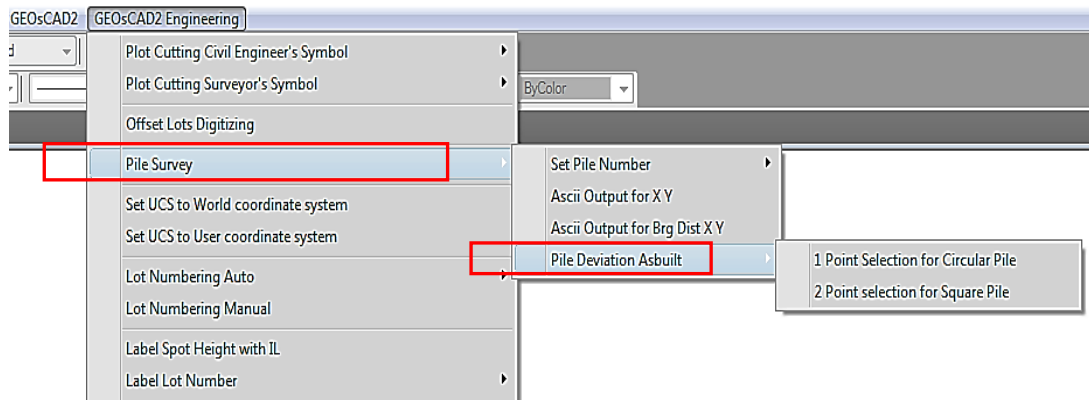 GEOsCAD2 GEOsCAD2 Engineering
Plot Cutting Civil Engineer's Symbol
Plot Cutting Surveyor's Symbol
ByColor
Offset Lots Digitizing
Pile Survey
Set UCS to World coordinate system
Set UCS to User coordinate system
Lot Numbering Auto
Lot Numbering Manual
Label Spot Height with IL
Label Lot Number
Set Pile Number
Ascii Output for X Y
Ascii Output for Brg Dist X Y
Pile Deviation Asbuilt
1 Point Selection for Circular Pile
2 Point selection for Square Pile